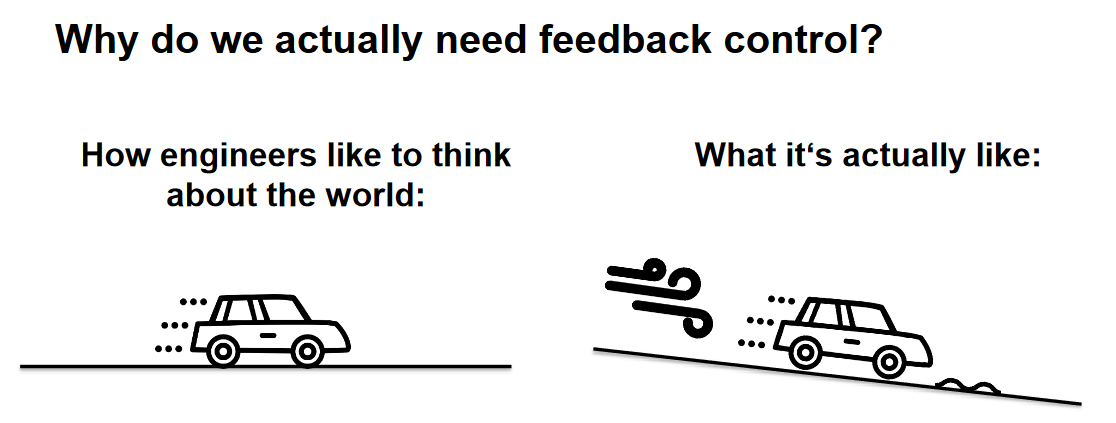 Why do we actually need feedback control?
How engineers like to think
about the world:
What it‘s actually like: